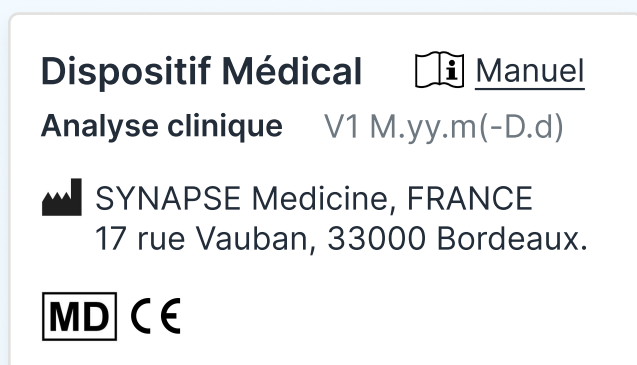 Dispositif Médical Manuel
Analyse clinique V1 M.yy.m(-D.d)
SYNAPSE Medicine, FRANCE
17 rue Vauban, 33000 Bordeaux.
MD CE